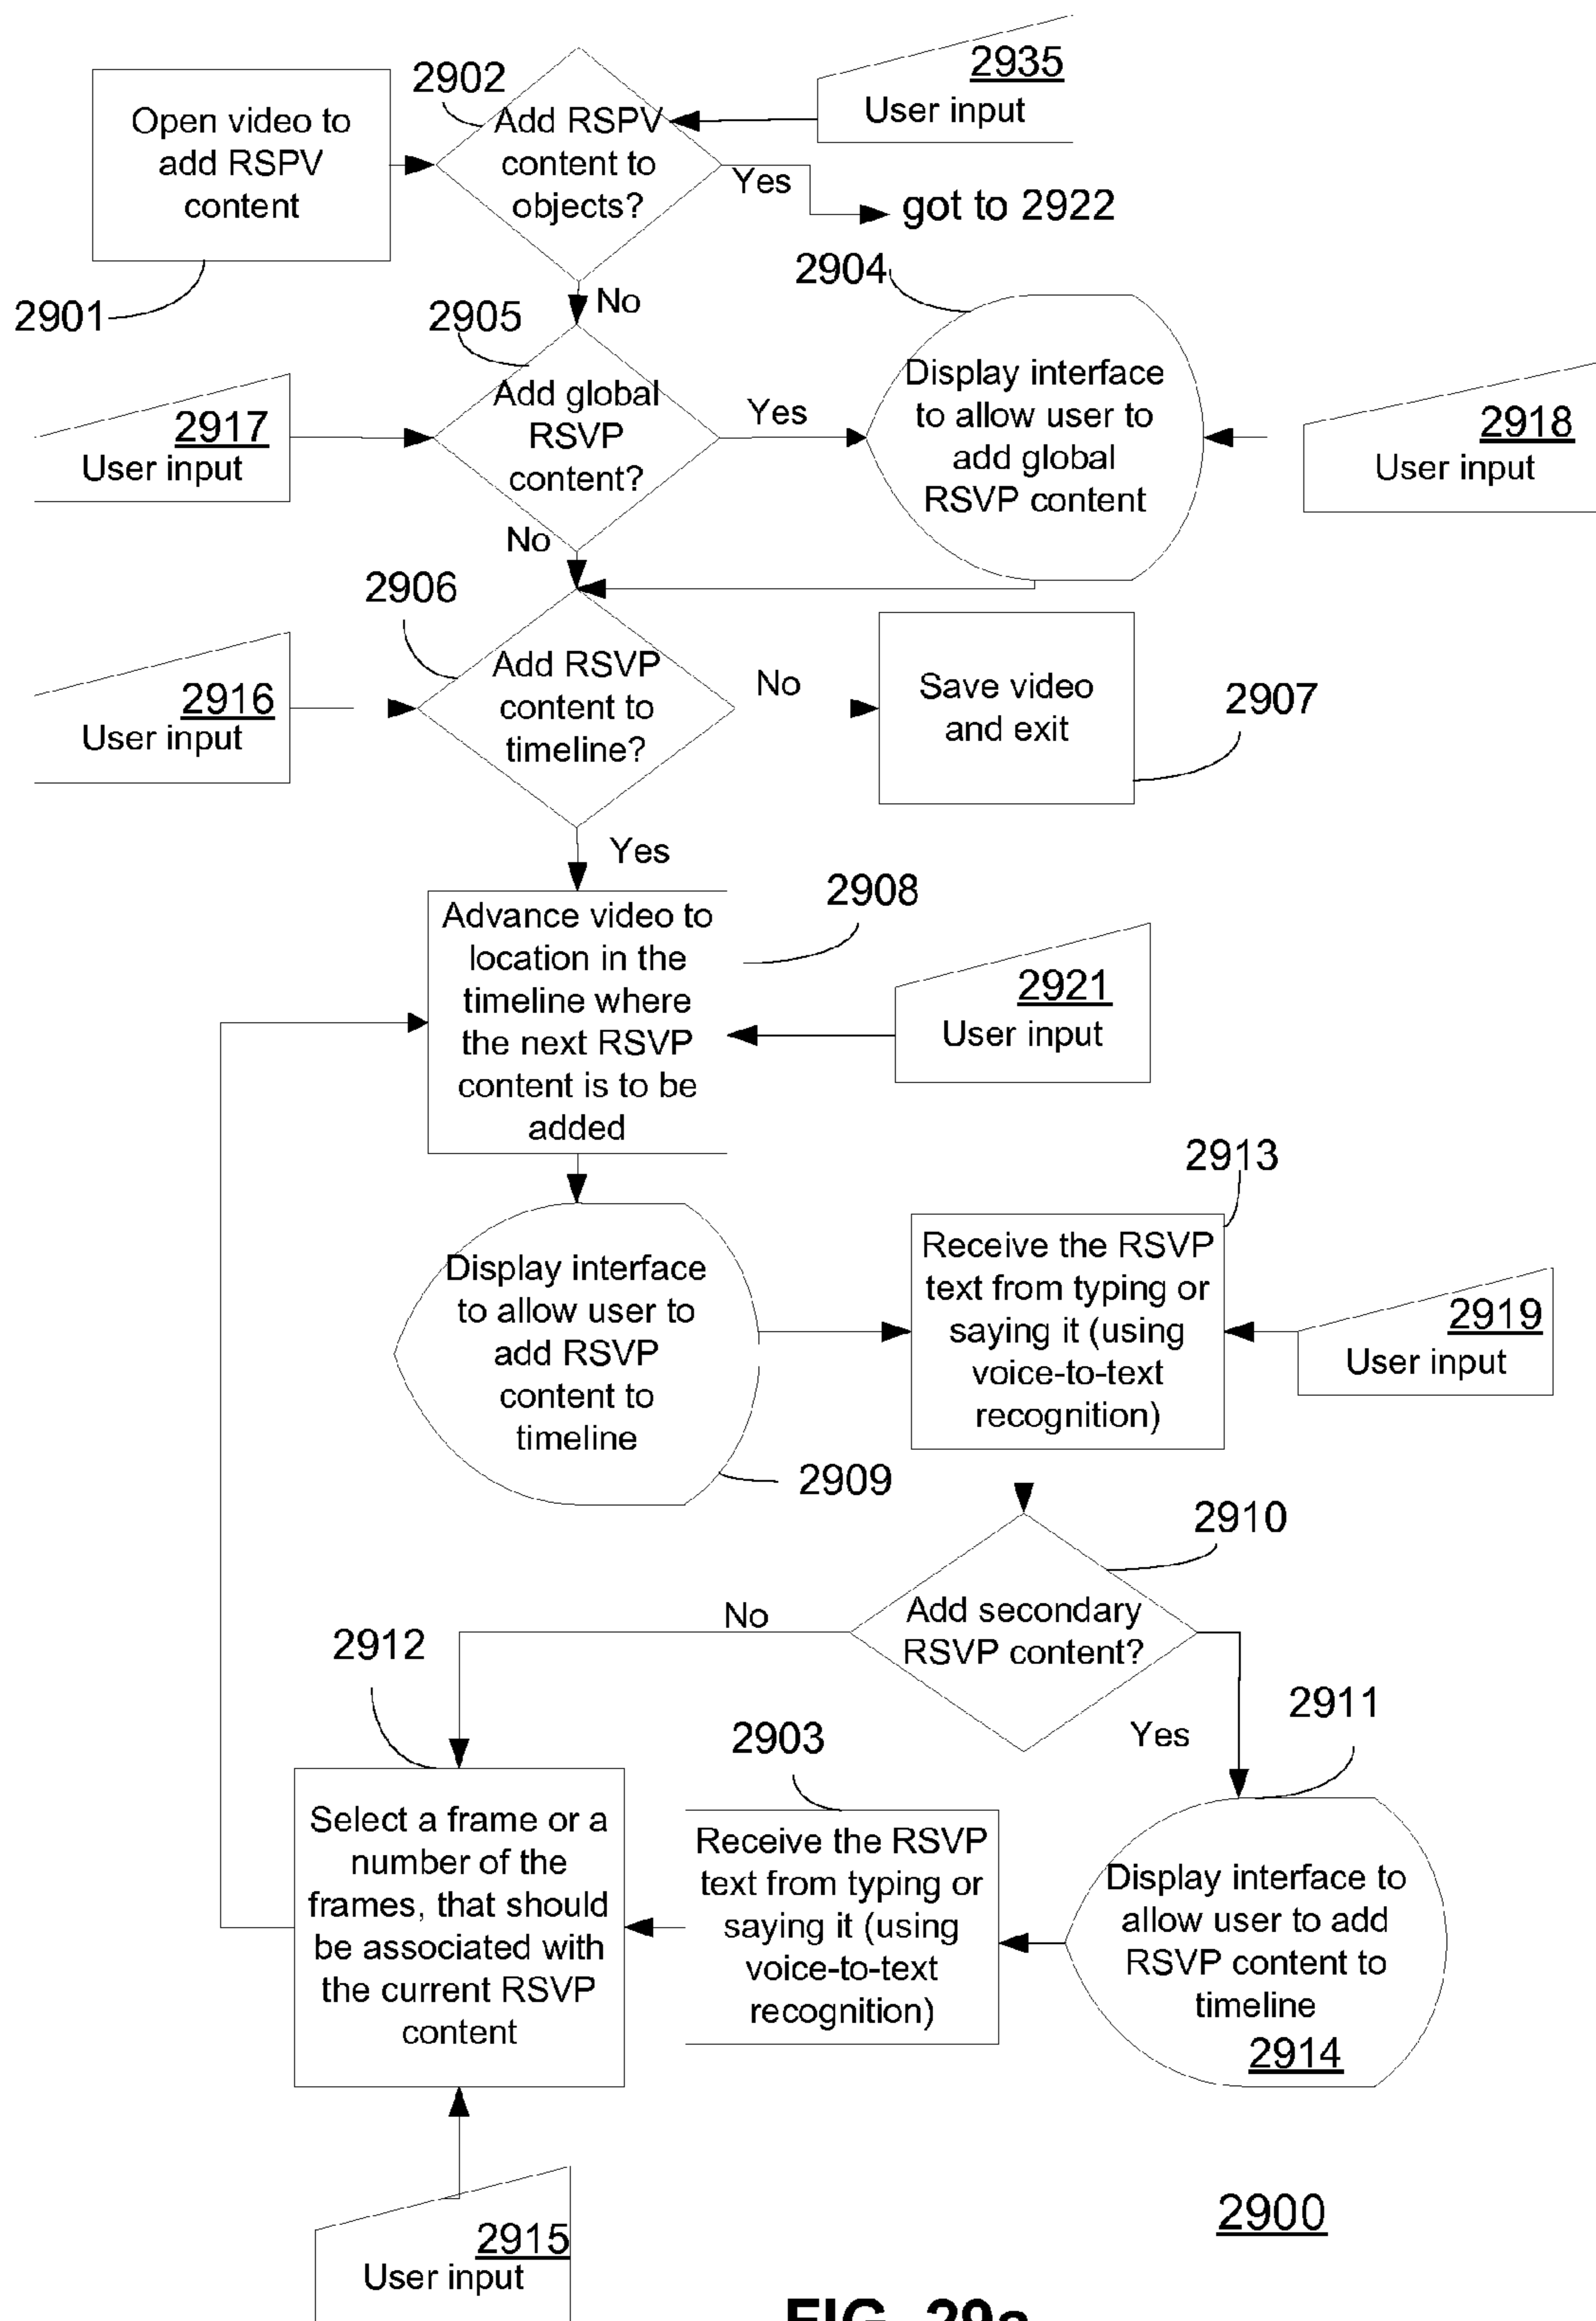 2902
2935
User input
Open video to
add RSPV
content
Add RSPV
content to
objects?
Yes
got to 2922
2901
No
2904
2905
2917
User input
Add global
RSVP
content?
Yes
Display interface
to allow user to
add global
RSVP content
2918
User input
No
2906
2916
User input
Add RSVP
content to
timeline?
No
Save video
and exit
2907
Yes
2908
Advance video to
location in the
timeline where
the next RSVP
content is to be
added
2921
User input
2913
Display interface
to allow user to
add RSVP
content to
timeline
Receive the RSVP
text from typing or
saying it (using
voice-to-text
recognition)
2919
User input
2909
2910
Add secondary
RSVP content?
No
2912
Yes
2911
2903
Select a frame or a
number of the
frames, that should
be associated with
the current RSVP
content
Receive the RSVP
text from typing or
saying it (using
voice-to-text
recognition)
Display interface to
allow user to add
RSVP content to
timeline
2914
2915
User input
2900
FIG. 29a